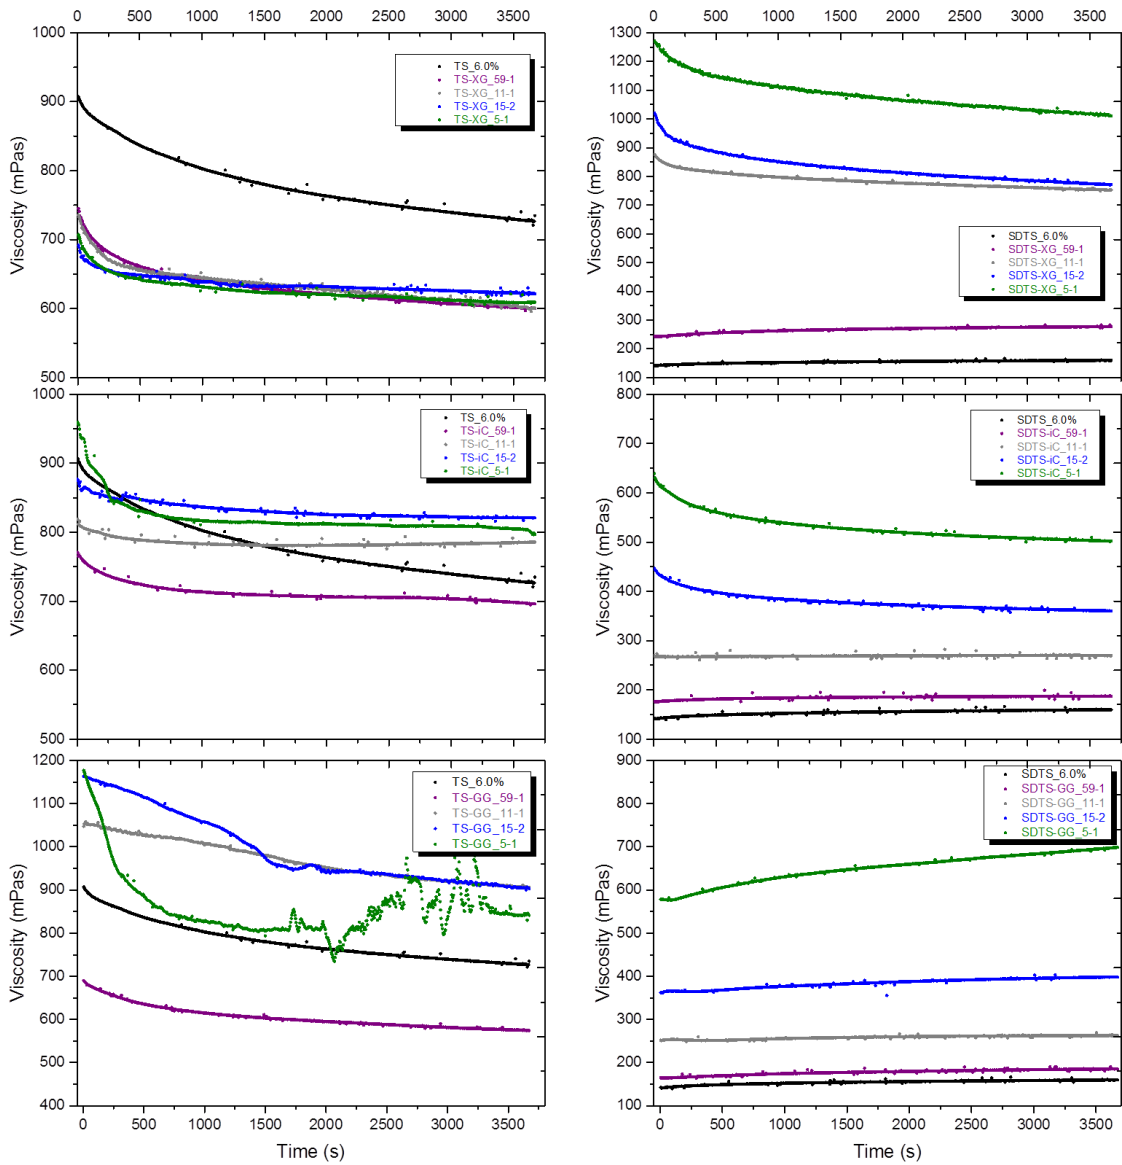 0 500 1000 1500 2000 2500 3000 3500
0 500 1000 1500 2000 2500 3000 3500
1000
900
800
700
600
500
Viscosity (mPas)
TS_6.0%
TS-XG_59-1
TS-XG_11-1
TS-XG_15-2
TS-XG_5-1
1300
1200
1100
1000
900
800
700
600
500
400
300
200
100
Viscosity (mPas)
SDTS_6.0%
SDTS-XG_59-1
SDTS-XG_11-1
SDTS-XG_15-2
SDTS-XG_5-1
0 500 1000 1500 2000 2500 3000 3500
1000
900
800
700
600
500
Viscosity (mPas)
TS_6.0%
TS-iC_59-1
TS-iC_11-1
TS-iC_15-2
TS-iC_5-1
800
700
600
500
400
300
200
100
Viscosity (mPas)
SDTS_6.0%
SDTS-iC_59-1
SDTS-iC_11-1
SDTS-iC_15-2
SDTS-iC_5-1
1200
1100
1000
900
800
700
600
500
400
Viscosity (mPas)
TS_6.0%
TS-GG_59-1
TS-GG_11-1
TS-GG_15-2
TS-GG_5-1
0 500 1000 1500 2000 2500 3000 3500
Time (s)
900
800
700
600
500
400
300
200
100
Viscosity (mPas)
SDTS_6.0%
SDTS-GG_59-1
SDTS-GG_11-1
SDTS-GG_15-2
SDTS-GG_5-1
0 500 1000 1500 2000 2500 3000 3500
Time (s)